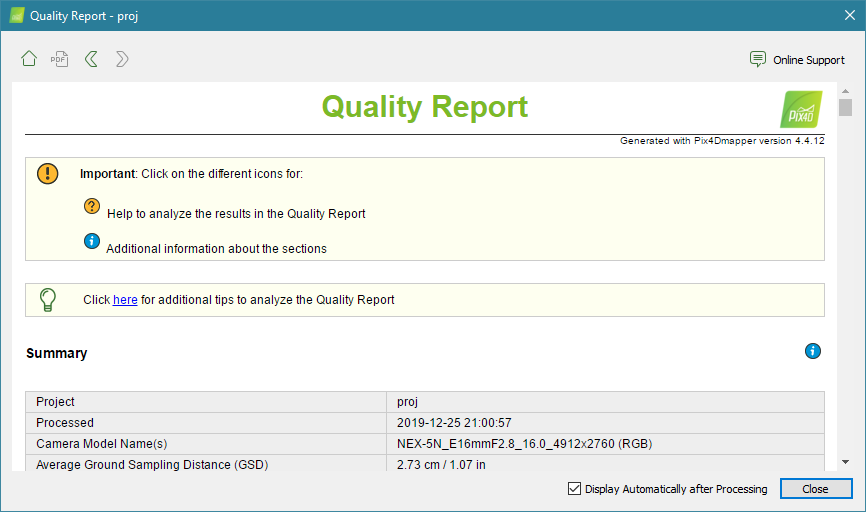 Quality Report - proj
PDF
Online Support
Quality Report
Pix4D
Generated with Pix4Dmapper version 4.4.12
Important: Click on the different icons for:
Help to analyze the results in the Quality Report
Additional information about the sections
Click here for additional tips to analyze the Quality Report
Summary
Project proj
Processed 2019-12-25 21:00:57
Camera Model Name(s) NEX-5N_E16mmF2.8_16.0_4912x2760 (RGB)
Average Ground Sampling Distance (GSD) 2.73 cm / 1.07 in
Display Automatically after Processing
Close